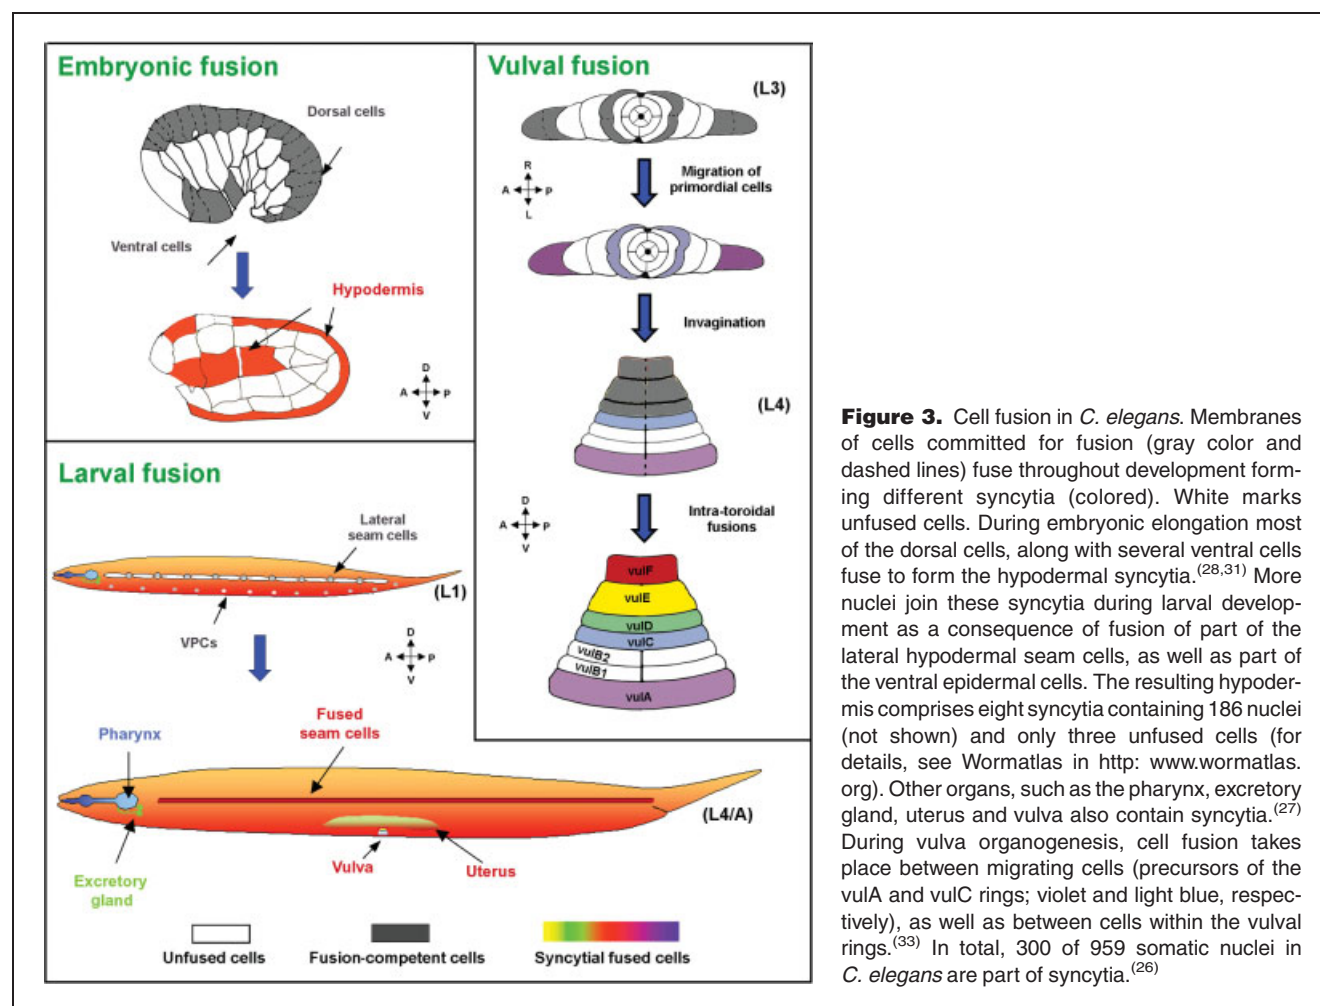 Embryonic fusion
Dorsal cells
Ventral cells
Hypodermis
D
A P
V
Vulval fusion
(L3)
R
A P
L
Migration of
primordial cells
Invagination
(L4)
D
A P
V
Intra-toroidal
fusions
vulF
vulE
vulD
vulC
vulB2
vulB1
vulA
Larval fusion
Lateral
seam cells
(L1)
VPCs
D
A P
V
Pharynx
Fused
seam cells
(L4/A)
Vulva
Uterus
Excretory
gland
Unfused cells
Fusion-competent cells
Syncytial fused cells
Figure 3. Cell fusion in C. elegans. Membranes
of cells committed for fusion (gray color and
dashed lines) fuse throughout development form-
ing different syncytia (colored). White marks
unfused cells. During embryonic elongation most
of the dorsal cells, along with several ventral cells
fuse to form the hypodermal syncytia.(28,31) More
nuclei join these syncytia during larval develop-
ment as a consequence of fusion of part of the
lateral hypodermal seam cells, as well as part of
the ventral epidermal cells. The resulting hypoder-
mis comprises eight syncytia containing 186 nuclei
(not shown) and only three unfused cells (for
details, see Wormatlas in http: www.wormatlas.
org). Other organs, such as the pharynx, excretory
gland, uterus and vulva also contain syncytia.(27)
During vulva organogenesis, cell fusion takes
place between migrating cells (precursors of the
vulA and vulC rings; violet and light blue, respec-
tively), as well as between cells within the vulval
rings.(33) In total, 300 of 959 somatic nuclei in
C. elegans are part of syncytia.(26)